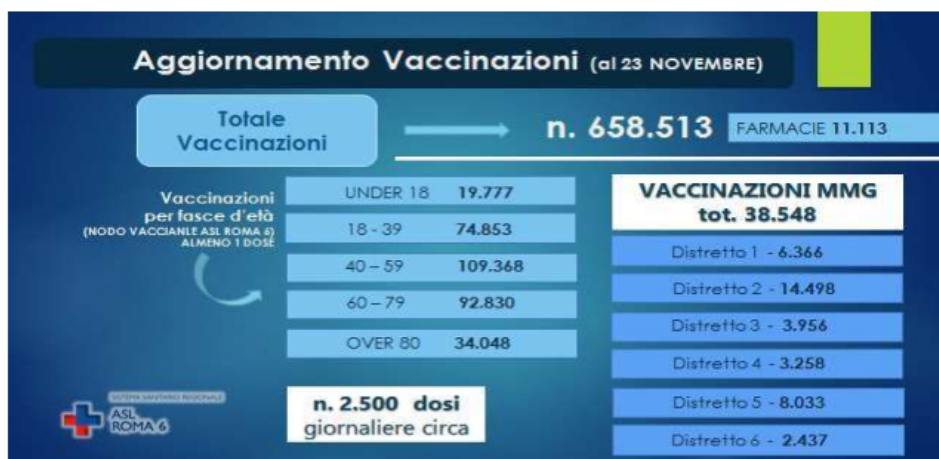 Aggiornamento Vaccinazioni (al 23 NOVEMBRE)
Totale
Vaccinazioni
n. 658.513
FARMACIE 11.113
Vaccinazioni
per fasce d'età
(NODO VACCIANLE ASL ROMA 6)
ALMENO 1 DOSE
UNDER 18 19.777
18 - 39 74.853
40 – 59 109.368
60 – 79 92.830
OVER 80 34.048
n. 2.500 dosi
giornaliere circa
VACCINAZIONI MMG
tot. 38.548
Distretto 1 - 6.366
Distretto 2 - 14.498
Distretto 3 - 3.956
Distretto 4 - 3.258
Distretto 5 - 8.033
Distretto 6 - 2.437
SISTEMA SANITARIO REGIONALE
ASL
ROMA 6